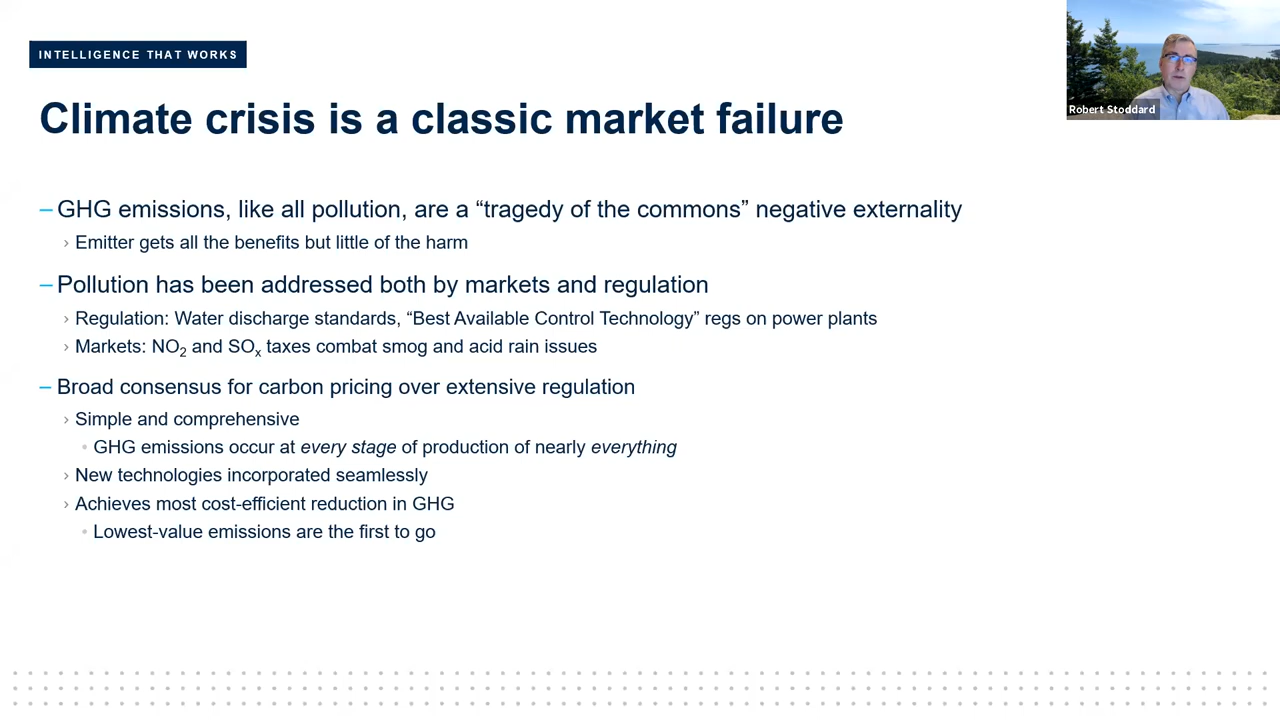 INTELLIGENCE THAT WORKS
Robert Stoddard
Climate crisis is a classic market failure
– GHG emissions, like all pollution, are a “tragedy of the commons” negative externality
› Emitter gets all the benefits but little of the harm
– Pollution has been addressed both by markets and regulation
› Regulation: Water discharge standards, “Best Available Control Technology” regs on power plants
› Markets: NO₂ and SOₓ taxes combat smog and acid rain issues
– Broad consensus for carbon pricing over extensive regulation
› Simple and comprehensive
• GHG emissions occur at every stage of production of nearly everything
› New technologies incorporated seamlessly
› Achieves most cost-efficient reduction in GHG
• Lowest-value emissions are the first to go